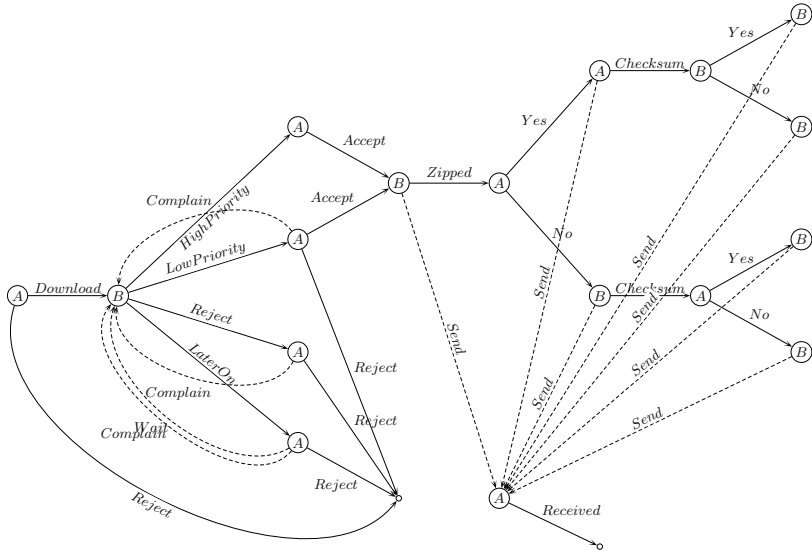 B
Yes
A
Checksum
B
No
A
Accept
B
Yes
B
Zipped
A
Accept
Complain
HighPriority
A
No
B
Yes
LowPriority
Send
Send
A
Download
B
B
Checksum
A
Send
No
Reject
Send
A
LaterOn
B
Reject
Send
Complain
Send
Reject
Wait
Complain
Send
A
Reject
Reject
A
Received